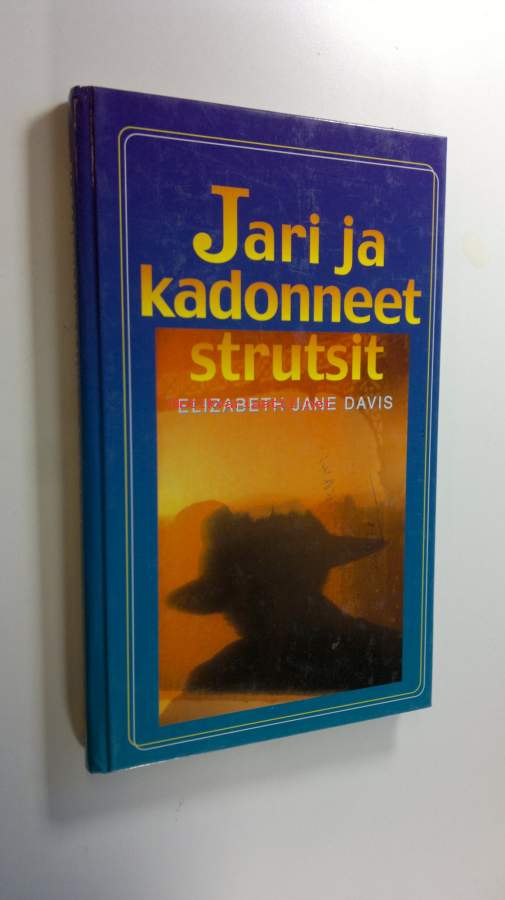 Jari ja
kadonneet
strutsit
ELIZABETH JANE DAVIS